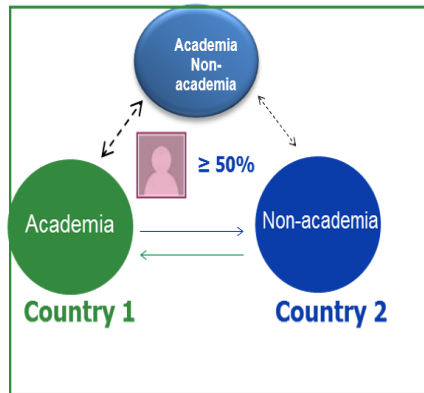 Academia
Non-
academia
≥ 50%
Academia
Non-academia
Country 1
Country 2